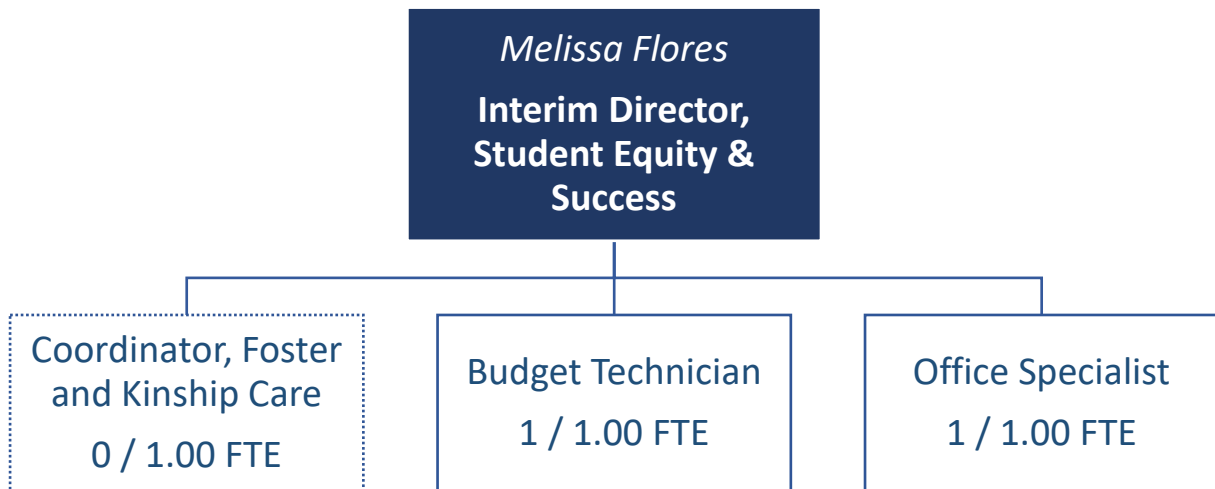 Melissa Flores
Interim Director,
Student Equity &
Success
Coordinator, Foster
and Kinship Care
0 / 1.00 FTE
Budget Technician
1 / 1.00 FTE
Office Specialist
1 / 1.00 FTE